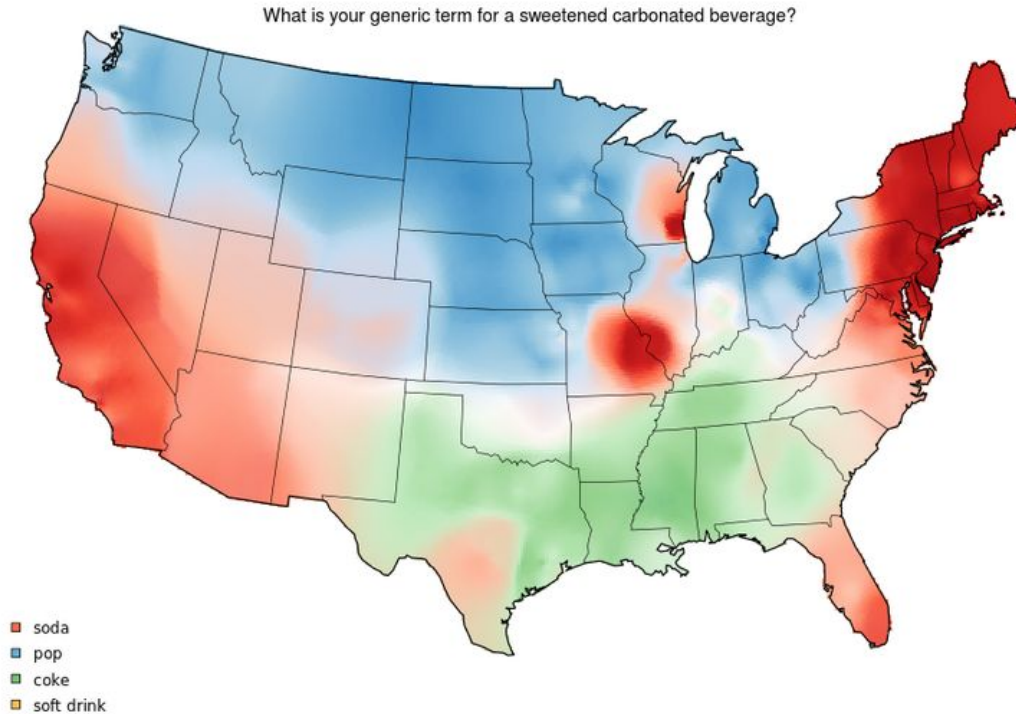 What is your generic term for a sweetened carbonated beverage?
soda
pop
coke
soft drink